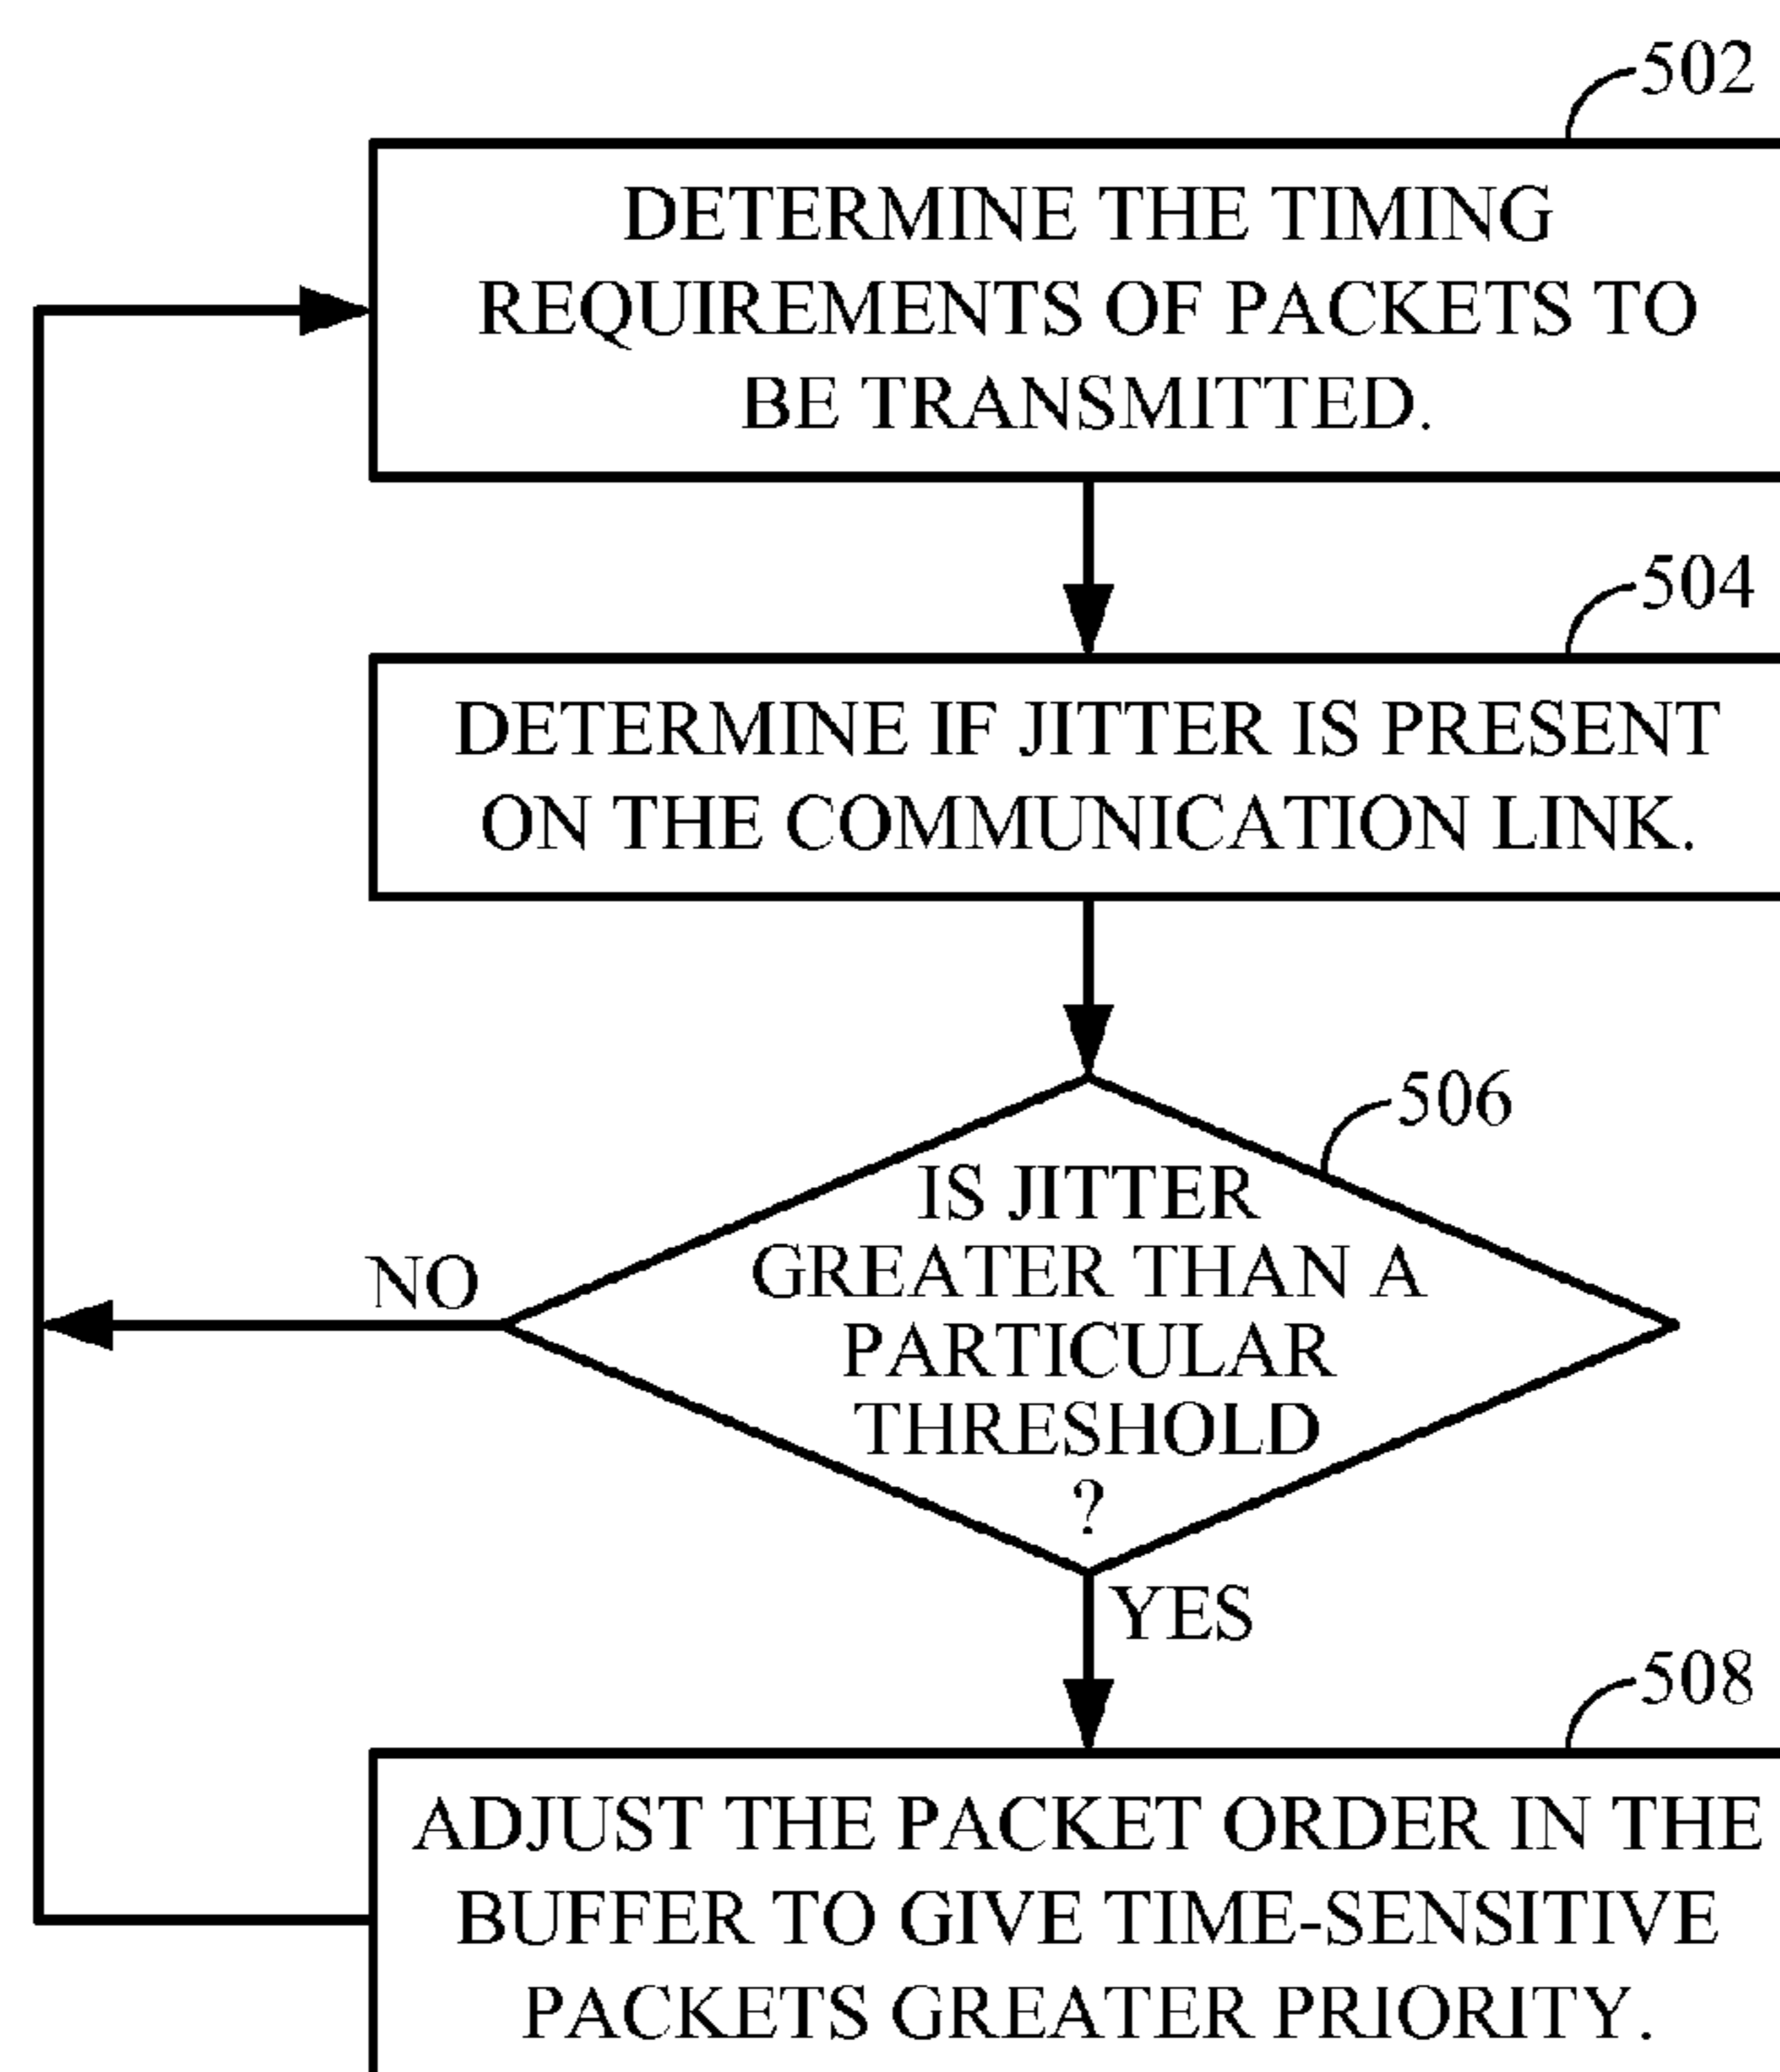 502
DETERMINE THE TIMING
REQUIREMENTS OF PACKETS TO
BE TRANSMITTED.
504
DETERMINE IF JITTER IS PRESENT
ON THE COMMUNICATION LINK.
506
IS JITTER
GREATER THAN A
PARTICULAR
THRESHOLD
?
NO
YES
508
ADJUST THE PACKET ORDER IN THE
BUFFER TO GIVE TIME-SENSITIVE
PACKETS GREATER PRIORITY.